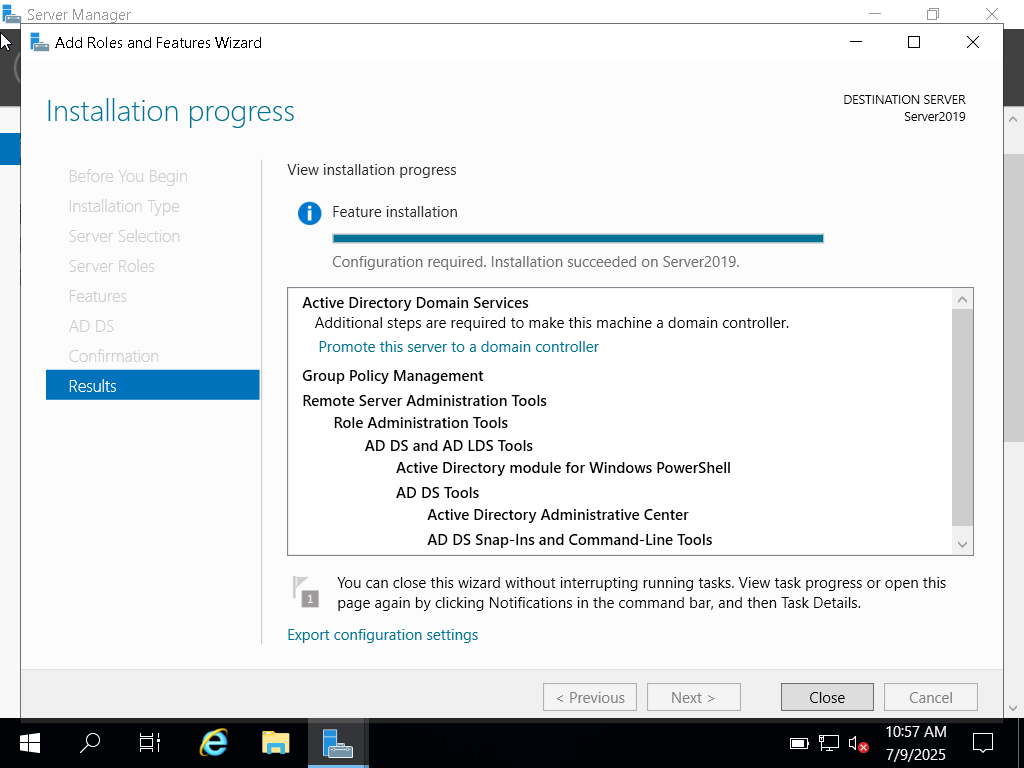 Server Manager
Add Roles and Features Wizard
Installation progress
DESTINATION SERVER
Server2019
Before You Begin
Installation Type
Server Selection
Server Roles
Features
AD DS
Confirmation
Results
View installation progress
Feature installation
Configuration required. Installation succeeded on Server2019.
Active Directory Domain Services
Additional steps are required to make this machine a domain controller.
Promote this server to a domain controller
Group Policy Management
Remote Server Administration Tools
Role Administration Tools
AD DS and AD LDS Tools
Active Directory module for Windows PowerShell
AD DS Tools
Active Directory Administrative Center
AD DS Snap-Ins and Command-Line Tools
1
You can close this wizard without interrupting running tasks. View task progress or open this
page again by clicking Notifications in the command bar, and then Task Details.
Export configuration settings
< Previous
Next >
Close
Cancel
10:57 AM
7/9/2025